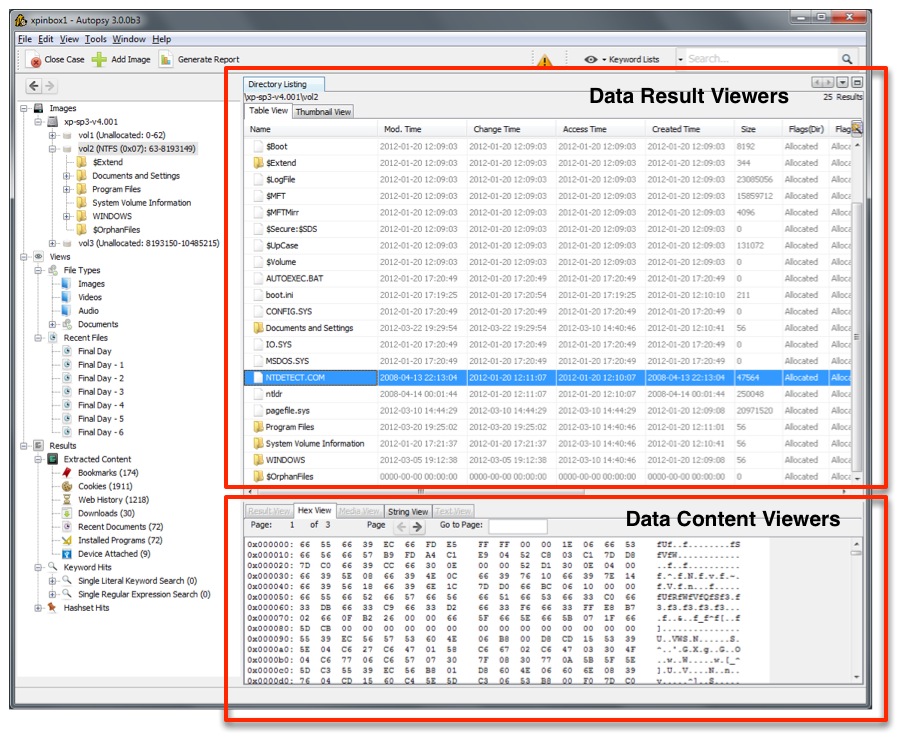 xpinbox1 - Autopsy 3.0.0b3
File Edit View Tools Window Help
Close Case Add Image Generate Report Keyword Lists Search...
Images
xp-sp3-v4.001
vol1 (Unallocated: 0-62)
vol2 (NTFS (0x07): 63-8193149)
$Extend
Documents and Settings
Program Files
System Volume Information
WINDOWS
$OrphanFiles
vol3 (Unallocated: 8193150-10485215)
Views
File Types
Images
Videos
Audio
Documents
Recent Files
Final Day
Final Day - 1
Final Day - 2
Final Day - 3
Final Day - 4
Final Day - 5
Final Day - 6
Results
Extracted Content
Bookmarks (174)
Cookies (1911)
Web History (1218)
Downloads (30)
Recent Documents (72)
Installed Programs (72)
Device Attached (9)
Keyword Hits
Single Literal Keyword Search (0)
Single Regular Expression Search (0)
Hashset Hits
Directory Listing
\xp-sp3-v4.001\vol2
Data Result Viewers
25 Results
Table View Thumbnail View
Name Mod. Time Change Time Access Time Created Time Size Flags(Dir) Flag
$Boot 2012-01-20 12:09:03 2012-01-20 12:09:03 2012-01-20 12:09:03 2012-01-20 12:09:03 8192 Allocated Alloca
$Extend 2012-01-20 12:09:03 2012-01-20 12:09:03 2012-01-20 12:09:03 2012-01-20 12:09:03 344 Allocated Alloca
$LogFile 2012-01-20 12:09:03 2012-01-20 12:09:03 2012-01-20 12:09:03 2012-01-20 12:09:03 23085056 Allocated Alloca
$MFT 2012-01-20 12:09:03 2012-01-20 12:09:03 2012-01-20 12:09:03 2012-01-20 12:09:03 15859712 Allocated Alloca
$MFTMirr 2012-01-20 12:09:03 2012-01-20 12:09:03 2012-01-20 12:09:03 2012-01-20 12:09:03 4096 Allocated Alloca
$Secure:$SDS 2012-01-20 12:09:03 2012-01-20 12:09:03 2012-01-20 12:09:03 2012-01-20 12:09:03 0 Allocated Alloca
$UpCase 2012-01-20 12:09:03 2012-01-20 12:09:03 2012-01-20 12:09:03 2012-01-20 12:09:03 131072 Allocated Alloca
$Volume 2012-01-20 12:09:03 2012-01-20 12:09:03 2012-01-20 12:09:03 2012-01-20 12:09:03 0 Allocated Alloca
AUTOEXEC.BAT 2012-01-20 17:20:49 2012-01-20 17:20:49 2012-01-20 17:20:49 2012-01-20 17:20:49 0 Allocated Alloca
boot.ini 2012-01-20 17:19:25 2012-01-20 17:20:54 2012-01-20 17:19:25 2012-01-20 12:10:10 211 Allocated Alloca
CONFIG.SYS 2012-01-20 17:20:49 2012-01-20 17:20:49 2012-01-20 17:20:49 2012-01-20 17:20:49 0 Allocated Alloca
Documents and Settings 2012-03-22 19:29:54 2012-03-22 19:29:54 2012-03-10 14:40:46 2012-01-20 12:10:41 56 Allocated Alloca
IO.SYS 2012-01-20 17:20:49 2012-01-20 17:20:49 2012-01-20 17:20:49 2012-01-20 17:20:49 0 Allocated Alloca
MSDOS.SYS 2012-01-20 17:20:49 2012-01-20 17:20:49 2012-01-20 17:20:49 2012-01-20 17:20:49 0 Allocated Alloca
NTDETECT.COM 2008-04-13 22:13:04 2012-01-20 12:11:07 2012-01-20 12:10:07 2008-04-13 22:13:04 47564 Allocated Alloca
ntldr 2008-04-14 00:01:44 2012-01-20 12:11:07 2012-01-20 12:10:07 2008-04-14 00:01:44 250048 Allocated Alloca
pagefile.sys 2012-03-10 14:44:29 2012-03-10 14:44:29 2012-03-10 14:44:29 2012-01-20 12:09:08 20971520 Allocated Alloca
Program Files 2012-03-20 19:25:02 2012-03-20 19:25:02 2012-03-10 14:40:46 2012-01-20 12:11:01 56 Allocated Alloca
System Volume Information 2012-01-20 17:21:37 2012-01-20 17:21:37 2012-03-10 14:40:46 2012-01-20 12:10:41 56 Allocated Alloca
WINDOWS 2012-03-05 19:12:38 2012-03-05 19:12:38 2012-03-10 14:40:46 2012-01-20 12:09:08 56 Allocated Alloca
$OrphanFiles 0000-00-00 00:00:00 0000-00-00 00:00:00 0000-00-00 00:00:00 0000-00-00 00:00:00 0 Allocated Alloca
Result View Hex View Media View String View Text View
Data Content Viewers
Page: 1 of 3 Page Go to Page:
0x000000: 66 55 66 39 EC 66 FD E5 FF FF 00 00 1E 06 66 53 fUf..f........fS
0x000010: 66 56 66 57 B9 FD A4 C1 E9 04 52 C8 03 C1 7D D8
0x000020: 7D C0 66 39 CC 66 30 0E 00 00 52 D1 30 0E 04 00
0x000030: 66 39 5E 08 66 39 4E 0C 66 39 76 10 66 39 7E 14
0x000040: 66 39 56 18 66 39 6E 1C 7D D0 66 BC 06 10 00 00
0x000050: 66 55 66 52 66 57 66 56 66 51 66 53 66 33 C0 66 fUfRfWfVfQfSf3.f
0x000060: 33 DB 66 33 C9 66 33 D2 66 33 F6 66 33 FF E8 B7 3.f3.f3.f3.f3...
0x000070: 02 66 0F B2 26 00 00 66 5F 66 5E 66 5B 07 1F 66
0x000080: 5D CB 00 00 00 00 00 00 00 00 00 00 00 00 00 00
0x000090: 55 39 EC 56 57 53 60 4E 06 B8 00 D8 CD 15 53 39
0x0000a0: 5E 04 C6 27 C6 47 01 58 C6 67 02 C6 47 03 30 4F
0x0000b0: 04 C6 77 06 C6 57 07 30 7F 08 30 77 0A 5B 5F 5E
0x0000c0: 5D C3 55 39 EC 56 B8 01 D8 60 4E 06 60 6E 08 39
0x0000d0: 76 04 CD 15 60 C4 5E 5D C3 06 53 B8 00 F0 7D C0